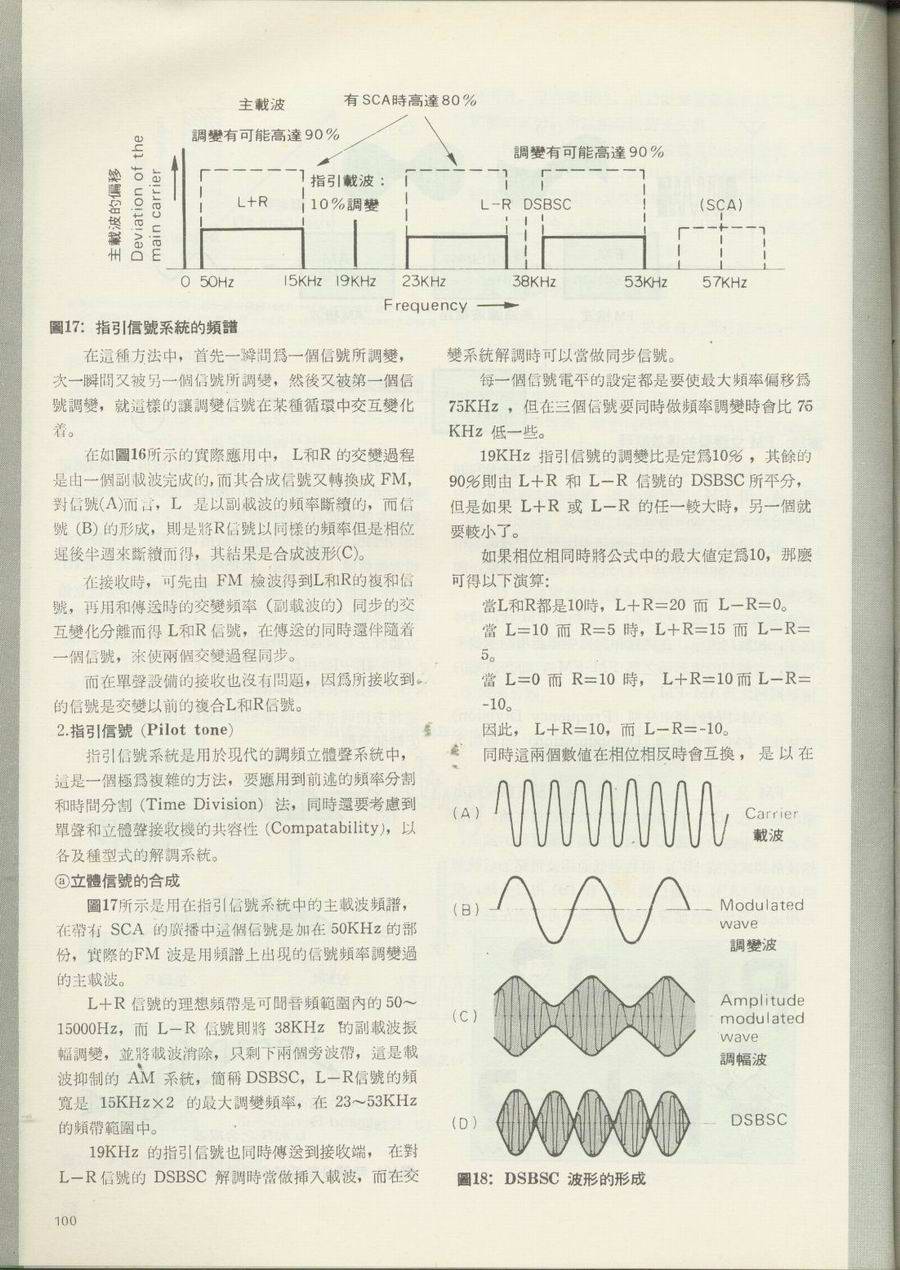 主載波
有SCA時高達80%
調變有可能高達90%
調變有可能高達90%
主載波的偏移
Deviation of the
main carrier
指引載波：
L+R
10%調變
L-R DSBSC
(SCA)
0 50Hz 15KHz 19KHz 23KHz 38KHz 53KHz 57KHz
Frequency
圖17：指引信號系統的頻譜
在這種方法中，首先一瞬間爲一個信號所調變，
次一瞬間又被另一個信號所調變，然後又被第一個信
號調變，就這樣的讓調變信號在某種循環中交互變化
着。
在如圖16所示的實際應用中，L和R的交變過程
是由一個副載波完成的，而其合成信號又轉換成 FM，
對信號(A)而言，L 是以副載波的頻率斷續的，而信
號 (B) 的形成，則是將R信號以同樣的頻率但是相位
遲後半週來斷續而得，其結果是合成波形(C)。
在接收時，可先由 FM 檢波得到L和R的複和信
號，再用和傳送時的交變頻率（副載波的）同步的交
互變化分離而得 L和R信號，在傳送的同時還伴隨着
一個信號，來使兩個交變過程同步。
而在單聲設備的接收也沒有問題，因爲所接收到
的信號是交變以前的複合L和R信號。
2.指引信號 (Pilot tone)
指引信號系統是用於現代的調頻立體聲系統中，
這是一個極爲複雜的方法，要應用到前述的頻率分割
和時間分割 (Time Division) 法，同時還要考慮到
單聲和立體聲接收機的共容性 (Compatability)，以
各及種型式的解調系統。
ⓐ立體信號的合成
圖17所示是用在指引信號系統中的主載波頻譜，
在帶有 SCA 的廣播中這個信號是加在 50KHz 的部
份，實際的FM 波是用頻譜上出現的信號頻率調變過
的主載波。
L+R 信號的理想頻帶是可聞音頻範圍內的 50～
15000Hz，而 L－R 信號則將 38KHz 的副載波振
幅調變，並將載波消除，只剩下兩個旁波帶，這是載
波抑制的 AM 系統，簡稱DSBSC，L－R信號的頻
寬是 15KHz×2 的最大調變頻率，在 23～53KHz
的頻帶範圍中。
19KHz 的指引信號也同時傳送到接收端，在對
L－R信號的 DSBSC 解調時當做揷入載波，而在交
變系統解調時可以當做同步信號。
每一個信號電平的設定都是要使最大頻率偏移爲
75KHz ，但在三個信號要同時做頻率調變時會比 75
KHz 低一些。
19KHz 指引信號的調變比是定爲10% ，其餘的
90%則由 L+R 和 L－R 信號的 DSBSC所平分，
但是如果 L+R 或 L－R 的任一較大時，另一個就
要較小了。
如果相位相同時將公式中的最大値定爲10，那麼
可得以下演算：
當L和R都是10時，L+R=20 而 L－R=0。
當 L=10 而 R=5 時，L+R=15 而 L－R=
5。
當 L=0 而 R=10 時， L+R=10而 L－R=
-10。
因此， L+R=10，而 L－R=-10。
同時這兩個數値在相位相反時會互換，是以在
(A)
Carrier
載波
(B)
Modulated
wave
調變波
(C)
Amplitude
modulated
wave
調幅波
(D)
DSBSC
圖18：DSBSC 波形的形成
100